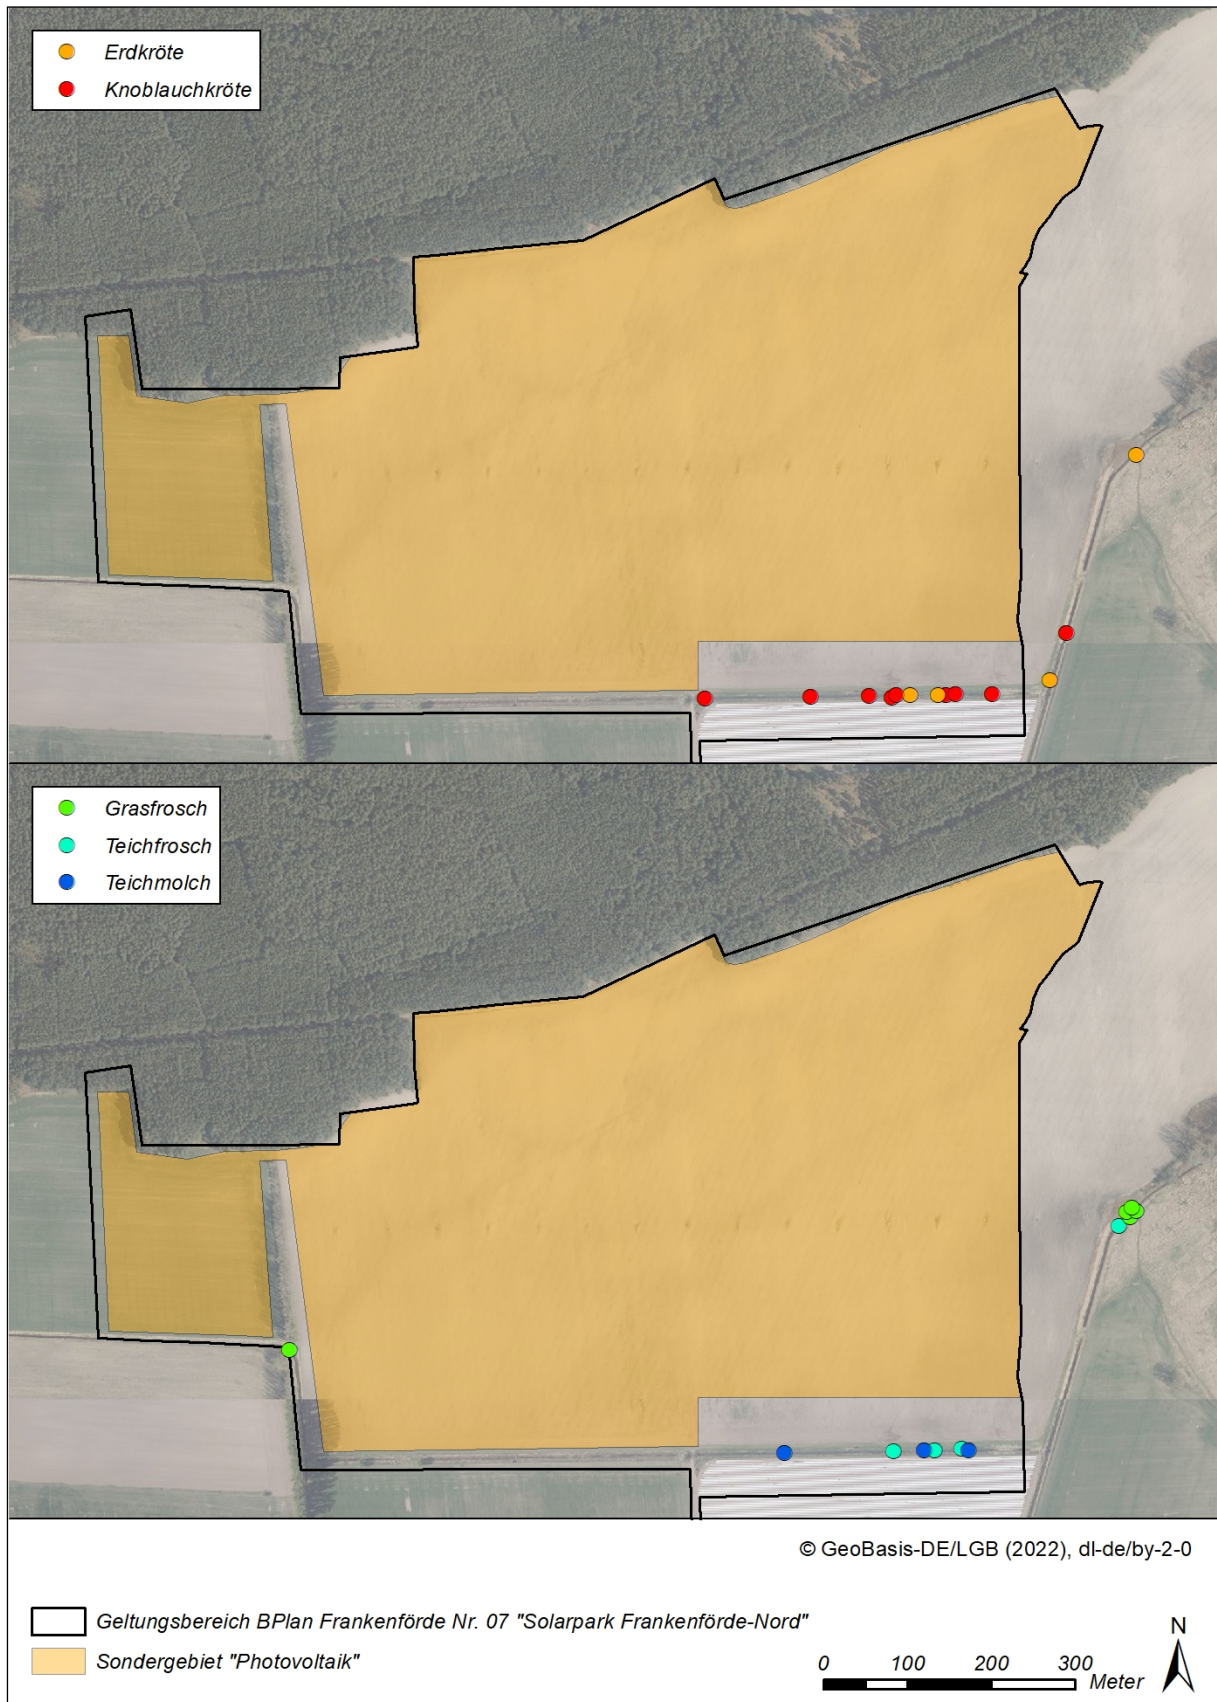 Erdkröte
Knoblauchkröte
Grasfrosch
Teichfrosch
Teichmolch
© GeoBasis-DE/LGB (2022), dl-de/by-2-0
Geltungsbereich BPlan Frankenförde Nr. 07 "Solarpark Frankenförde-Nord"
Sondergebiet "Photovoltaik"
0 100 200 300
Meter
N